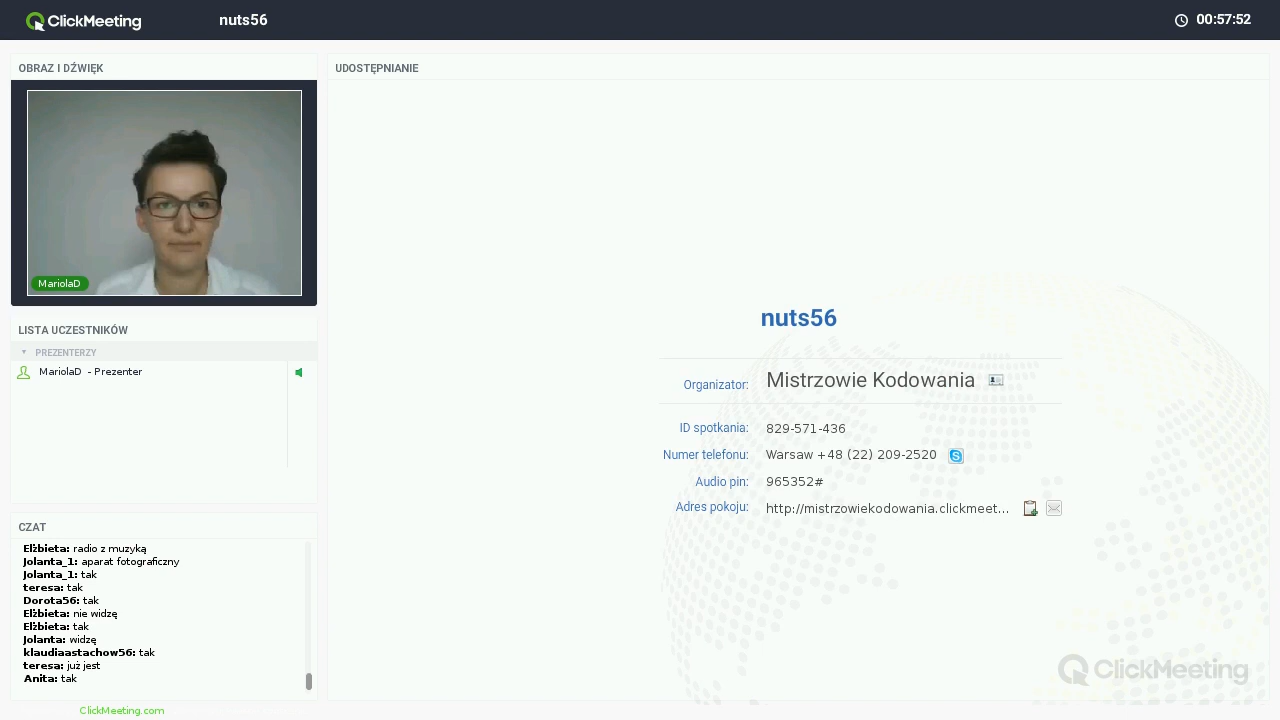 ClickMeeting
nuts56
00:57:52
OBRAZ I DŹWIĘK
MariolaD
LISTA UCZESTNIKÓW
PREZENTERZY
MariolaD - Prezenter
CZAT
Elżbieta: radio z muzyką
Jolanta_1: aparat fotograficzny
Jolanta_1: tak
teresa: tak
Dorota56: tak
Elżbieta: nie widzę
Elżbieta: tak
Jolanta: widzę
klaudiaastachow56: tak
teresa: już jest
Anita: tak
ClickMeeting.com
UDOSTĘPNIANIE
nuts56
Organizator: Mistrzowie Kodowania
ID spotkania: 829-571-436
Numer telefonu: Warsaw +48 (22) 209-2520
Audio pin: 965352#
Adres pokoju: http://mistrzowiekodowania.clickmeet...
ClickMeeting